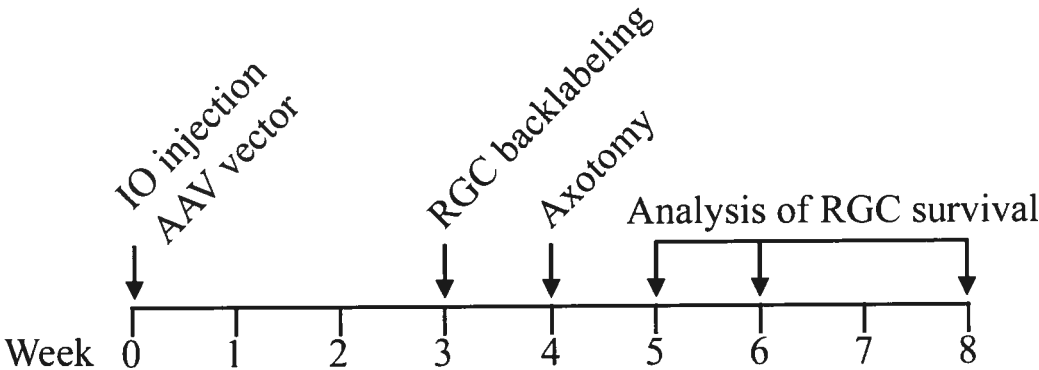 IO injection
AAV vector
RGC backlabeling
Axotomy
Analysis of RGC survival
Week 0 1 2 3 4 5 6 7 8